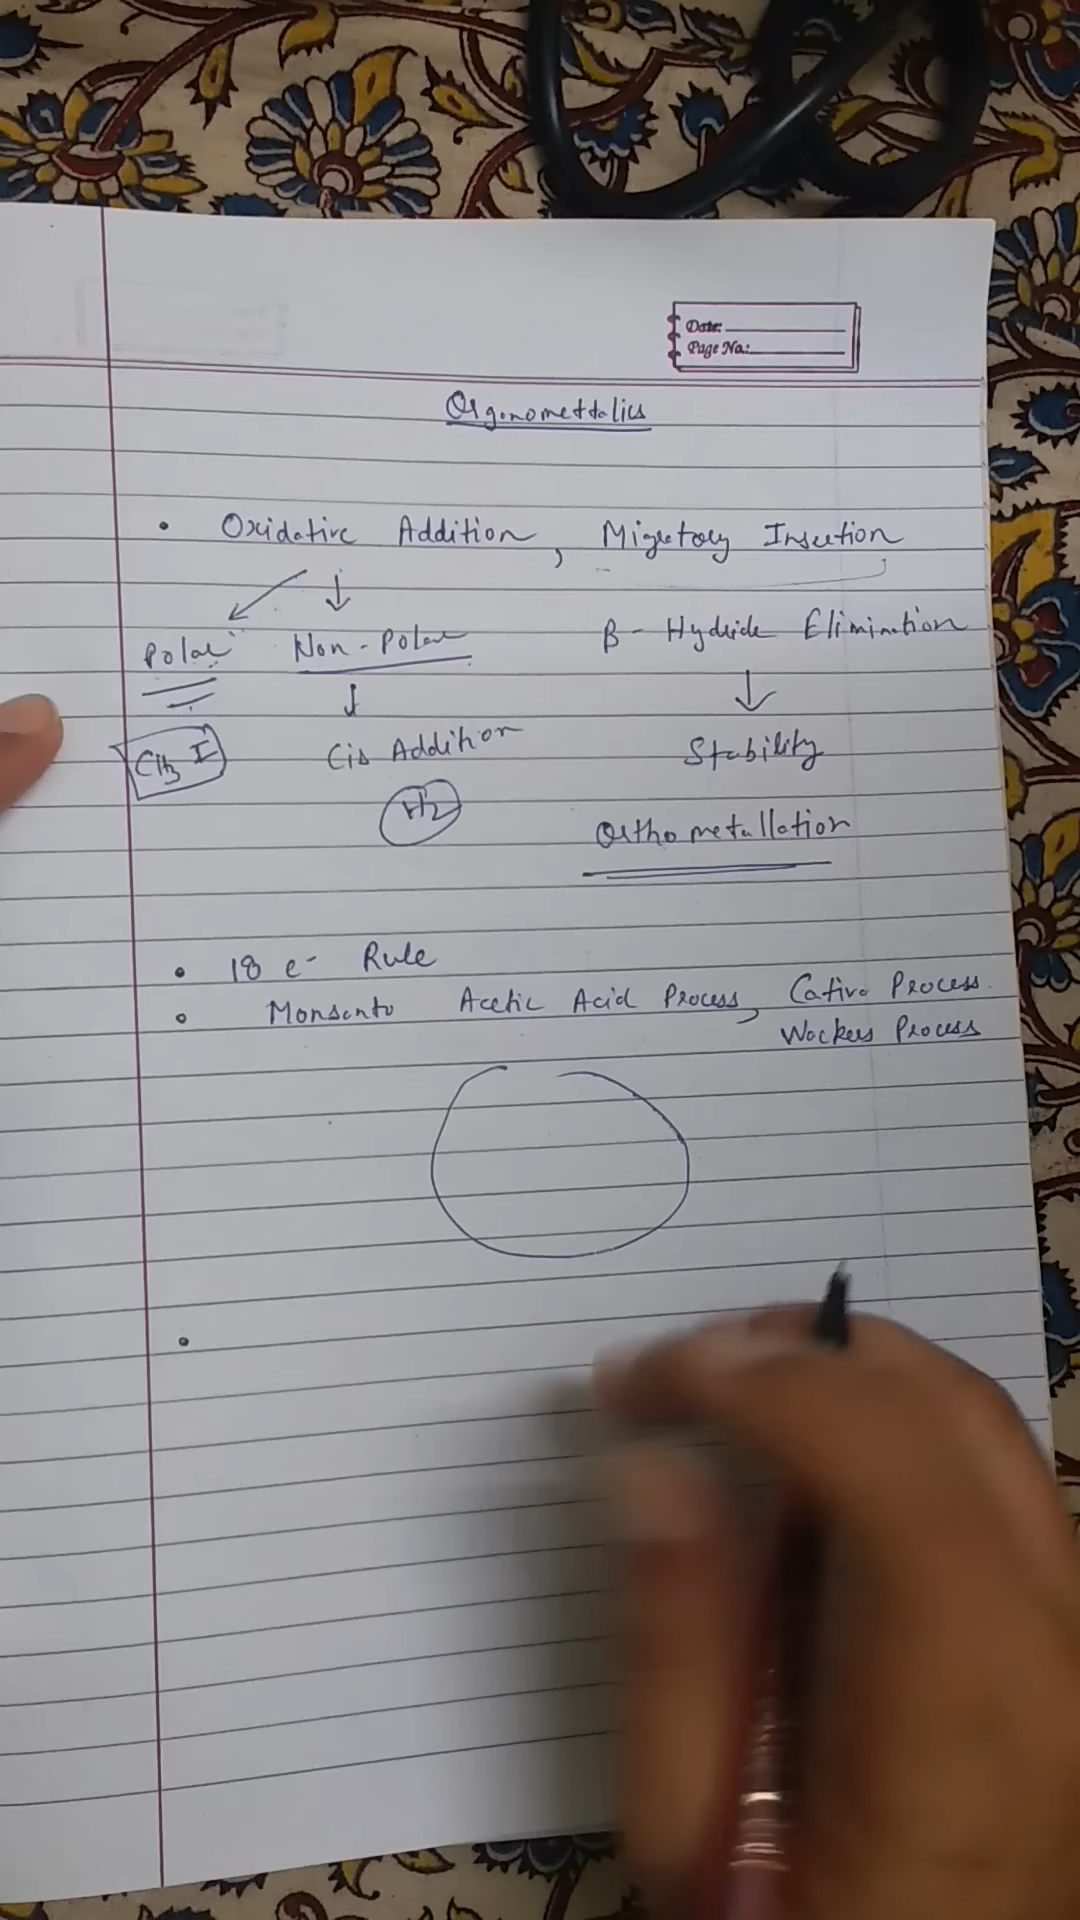 Date:
Page No.:
Orgonomettalics
• Oxidative Addition, Migratory Insertion
Polar Non-Polar β-Hydride Elimination
CH3 I Cis Addition Stability
H2 Orthometallation
• 18 e- Rule
• Monsanto Acetic Acid Process, Cativa Process
Wackers Process
•